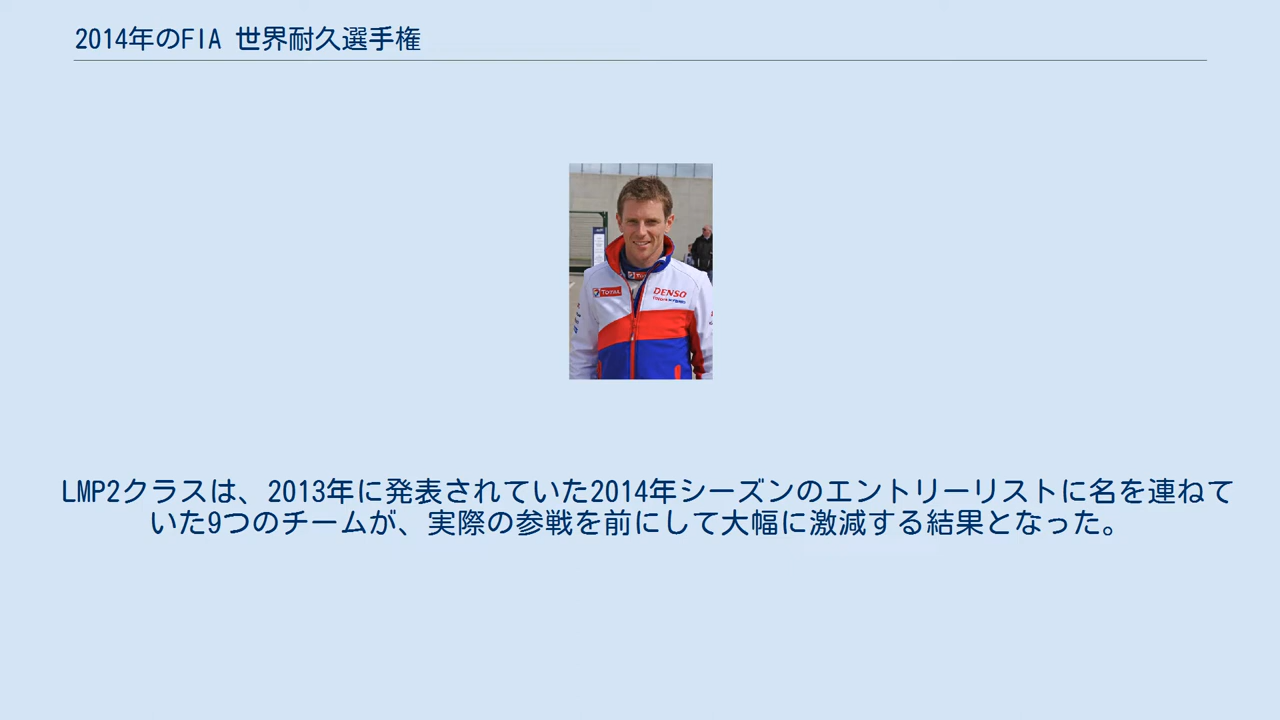 2014年のFIA 世界耐久選手権
TOTAL
DENSO
LMP2クラスは、2013年に発表されていた2014年シーズンのエントリーリストに名を連ねて
いた9つのチームが、実際の参戦を前にして大幅に激減する結果となった。